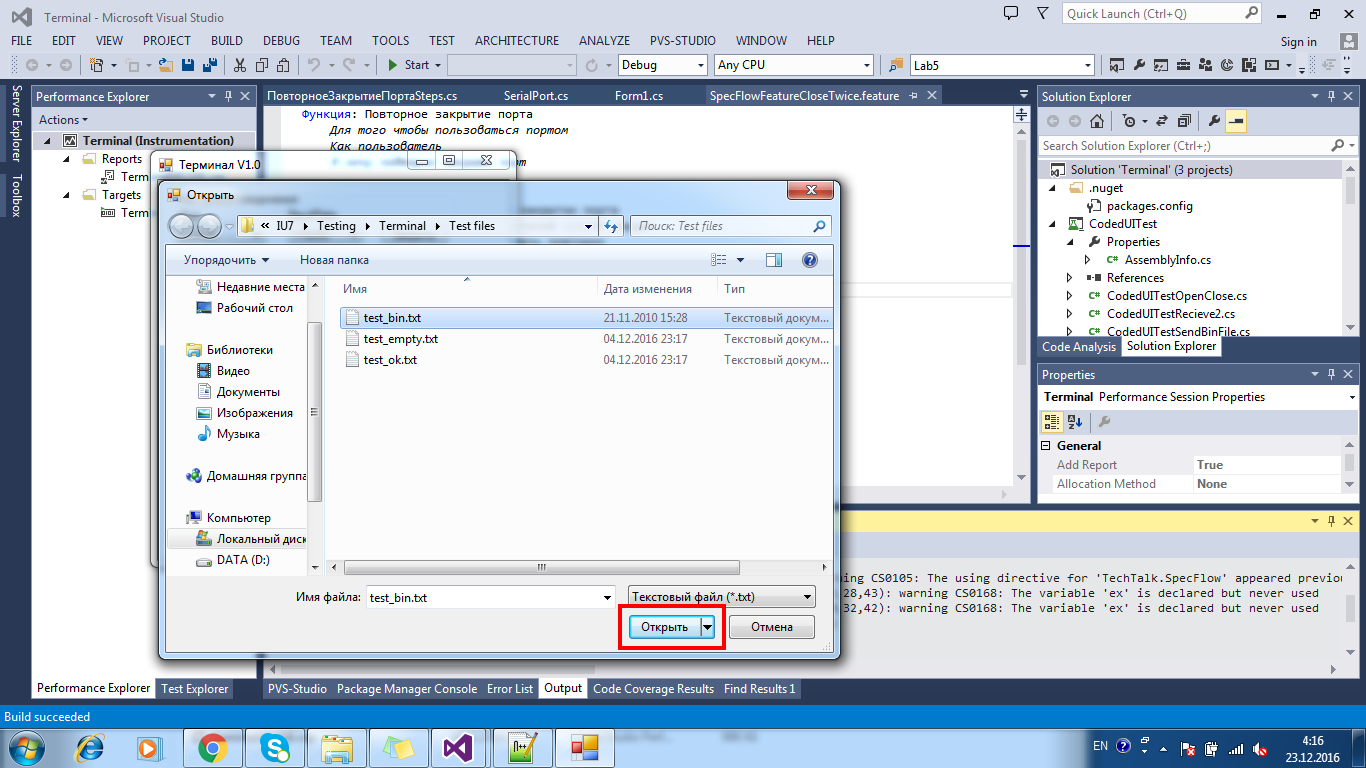 Terminal - Microsoft Visual Studio
Quick Launch (Ctrl+Q)
FILE EDIT VIEW PROJECT BUILD DEBUG TEAM TOOLS TEST ARCHITECTURE ANALYZE PVS-STUDIO WINDOW HELP
Sign in
Start Debug Any CPU Lab5
Server Explorer
Toolbox
Performance Explorer
Actions
Terminal (Instrumentation)
Reports
Term
Targets
Term
ПовторноеЗакрытиеПортаSteps.cs SerialPort.cs Form1.cs SpecFlowFeatureCloseTwice.feature
Функция: Повторное закрытие порта
Для того чтобы пользоваться портом
Как пользователь
Терминал V1.0
Открыть
« IU7 Testing Terminal Test files
Поиск: Test files
Упорядочить Новая папка
Недавние места
Рабочий стол
Библиотеки
Видео
Документы
Изображения
Музыка
Домашняя группа
Компьютер
Локальный диск
DATA (D:)
Имя Дата изменения Тип
test_bin.txt 21.11.2010 15:28 Текстовый докум...
test_empty.txt 04.12.2016 23:17 Текстовый докум...
test_ok.txt 04.12.2016 23:17 Текстовый докум...
Имя файла: test_bin.txt Текстовый файл (*.txt)
Открыть Отмена
Solution Explorer
Search Solution Explorer (Ctrl+;)
Solution 'Terminal' (3 projects)
.nuget
packages.config
CodedUITest
Properties
AssemblyInfo.cs
References
CodedUITestOpenClose.cs
CodedUITestRecieve2.cs
CodedUITestSendBinFile.cs
Code Analysis Solution Explorer
Properties
Terminal Performance Session Properties
General
Add Report True
Allocation Method None
ing CS0105: The using directive for 'TechTalk.SpecFlow' appeared previou
28,43): warning CS0168: The variable 'ex' is declared but never used
32,42): warning CS0168: The variable 'ex' is declared but never used
Performance Explorer Test Explorer
PVS-Studio Package Manager Console Error List Output Code Coverage Results Find Results 1
Build succeeded
EN
4:16
23.12.2016